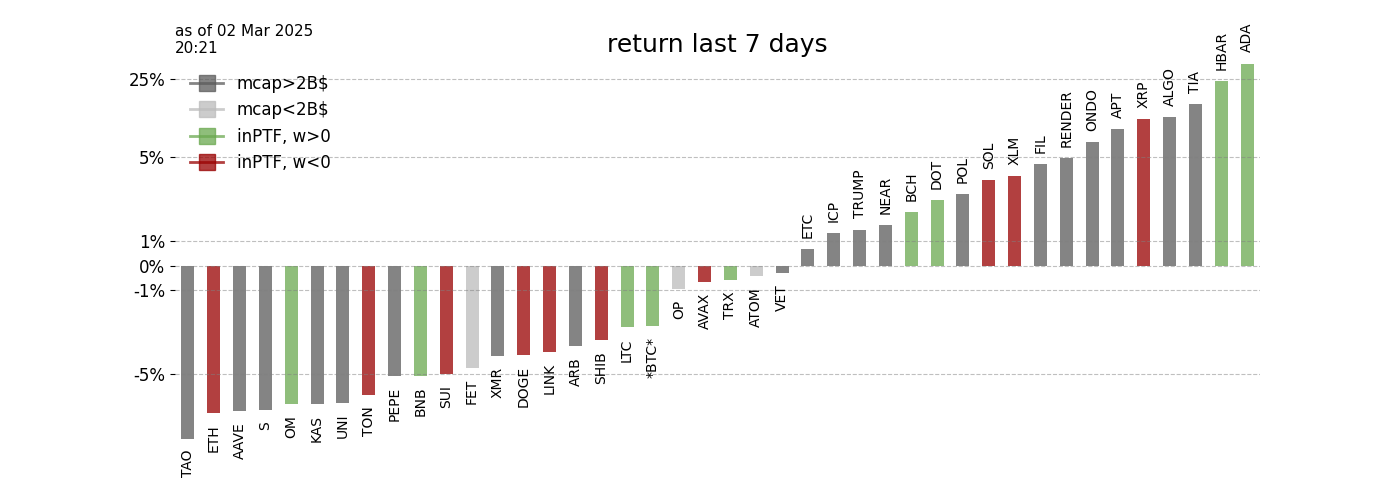 as of 02 Mar 2025
20:21
return last 7 days
25%
5%
1%
0%
-1%
-5%
mcap>2B$
mcap<2B$
inPTF, w>0
inPTF, w<0
TAO
ETH
AAVE
S
OM
KAS
UNI
TON
PEPE
BNB
SUI
FET
XMR
DOGE
LINK
ARB
SHIB
LTC
*BTC*
OP
AVAX
TRX
ATOM
VET
ETC
ICP
TRUMP
NEAR
BCH
DOT
POL
SOL
XLM
FIL
RENDER
ONDO
APT
XRP
ALGO
TIA
HBAR
ADA